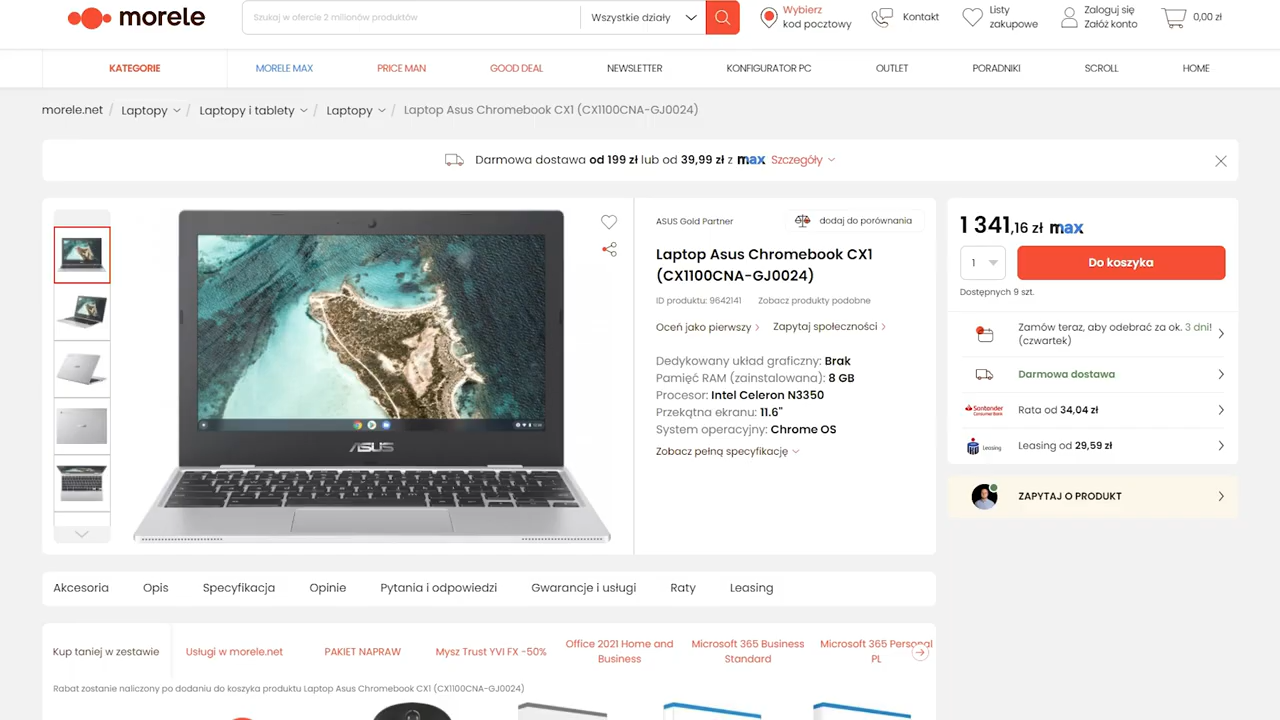 morele
Szukaj w ofercie 2 milionów produktów
Wszystkie działy
Wybierz
kod pocztowy
Kontakt
Listy
zakupowe
Zaloguj się
Załóż konto
0,00 zł
KATEGORIE
MORELE MAX
PRICE MAN
GOOD DEAL
NEWSLETTER
KONFIGURATOR PC
OUTLET
PORADNIKI
SCROLL
HOME
morele.net / Laptopy / Laptopy i tablety / Laptopy / Laptop Asus Chromebook CX1 (CX1100CNA-GJ0024)
Darmowa dostawa od 199 zł lub od 39,99 zł z max Szczegóły
ASUS
ASUS Gold Partner
dodaj do porównania
Laptop Asus Chromebook CX1
(CX1100CNA-GJ0024)
ID produktu: 9642141
Zobacz produkty podobne
Oceń jako pierwszy
Zapytaj społeczności
Dedykowany układ graficzny: Brak
Pamięć RAM (zainstalowana): 8 GB
Procesor: Intel Celeron N3350
Przekątna ekranu: 11.6"
System operacyjny: Chrome OS
Zobacz pełną specyfikację
1 341,16 zł max
1
Do koszyka
Dostępnych 9 szt.
Zamów teraz, aby odebrać za ok. 3 dni!
(czwartek)
Darmowa dostawa
Santander
Consumer Bank
Rata od 34,04 zł
Leasing
Leasing od 29,59 zł
ZAPYTAJ O PRODUKT
Akcesoria
Opis
Specyfikacja
Opinie
Pytania i odpowiedzi
Gwarancje i usługi
Raty
Leasing
Kup taniej w zestawie
Usługi w morele.net
PAKIET NAPRAW
Mysz Trust YVI FX -50%
Office 2021 Home and
Business
Microsoft 365 Business
Standard
Microsoft 365 Personal
PL
Rabat zostanie naliczony po dodaniu do koszyka produktu Laptop Asus Chromebook CX1 (CX1100CNA-GJ0024)